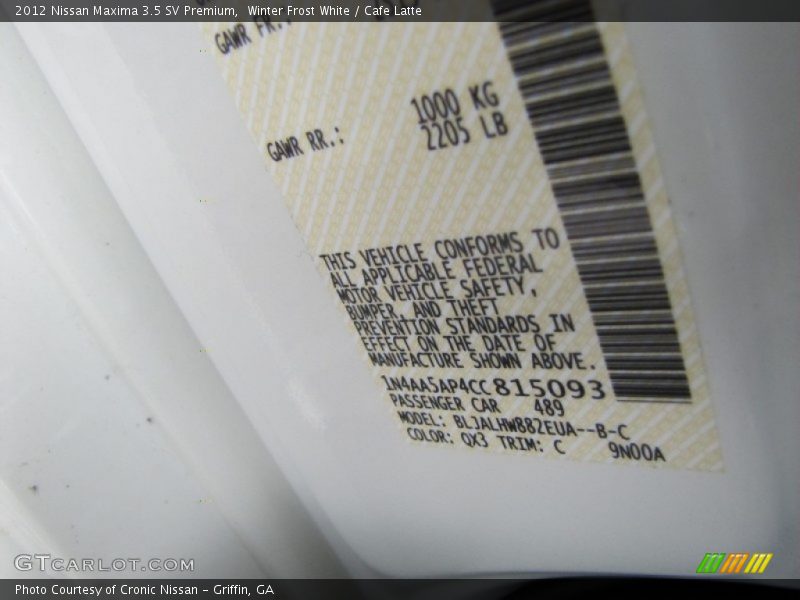 2012 Nissan Maxima 3.5 SV Premium,  Winter Frost White / Cafe Latte
GAWR FR.:
GAWR RR.: 1000 KG
2205 LB
THIS VEHICLE CONFORMS TO
ALL APPLICABLE FEDERAL
MOTOR VEHICLE SAFETY,
BUMPER, AND THEFT
PREVENTION STANDARDS IN
EFFECT ON THE DATE OF
MANUFACTURE SHOWN ABOVE.
1N4AA5AP4CC815093
PASSENGER CAR 489
MODEL: BLJALHW882EUA--B-C
COLOR: QX3 TRIM: C 9N00A
GTCARLOT.COM
Photo Courtesy of Cronic Nissan - Griffin, GA